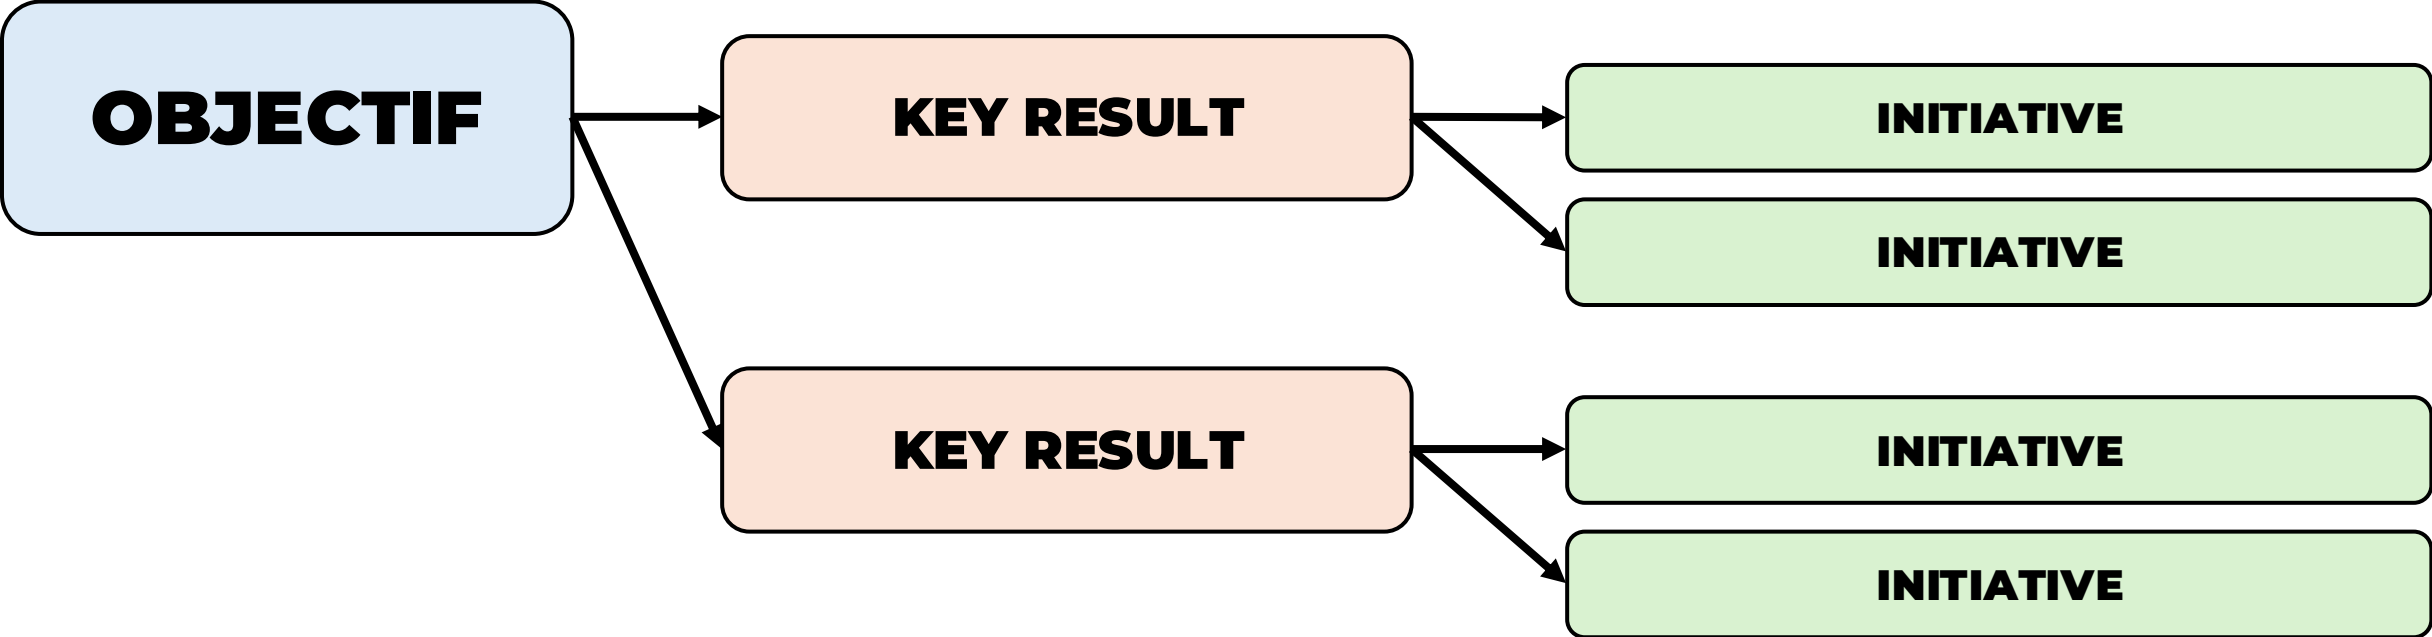 OBJECTIF
KEY RESULT
INITIATIVE
INITIATIVE
KEY RESULT
INITIATIVE
INITIATIVE